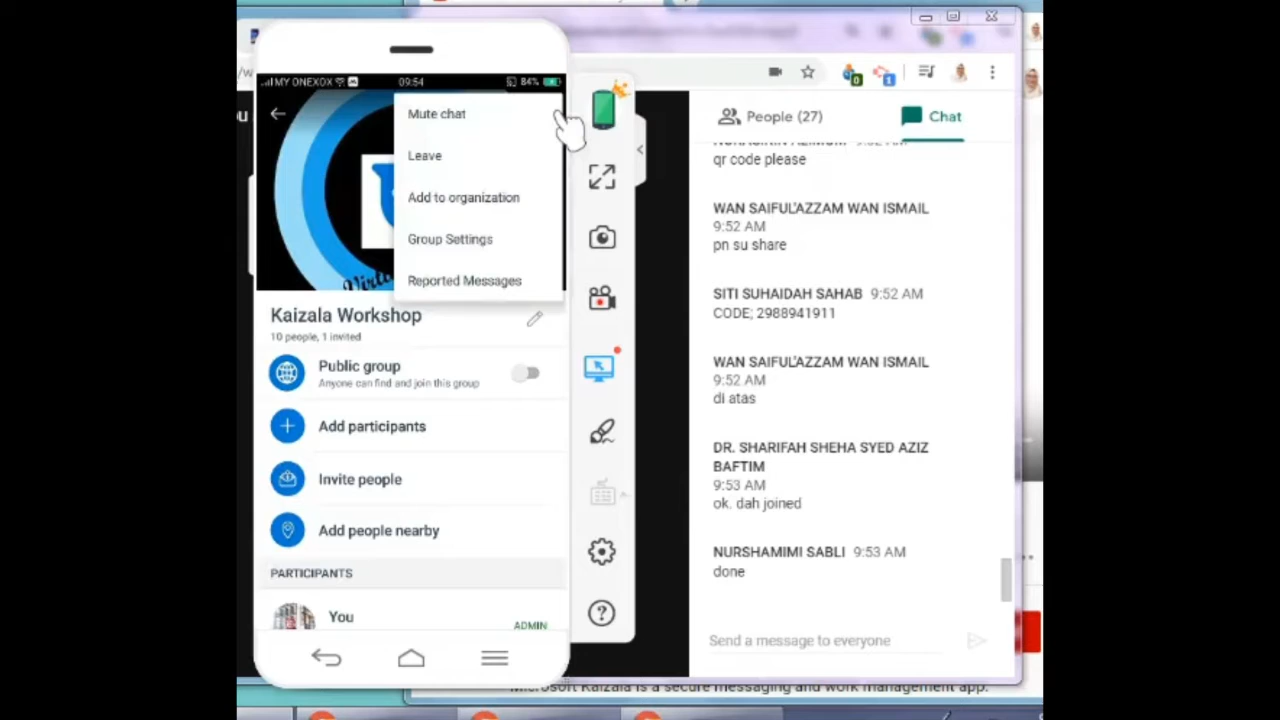 MY ONEXOX
09:54
84%
Mute chat
Leave
Add to organization
Group Settings
Reported Messages
Kaizala Workshop
10 people, 1 invited
Public group
Anyone can find and join this group
Add participants
Invite people
Add people nearby
PARTICIPANTS
You
ADMIN
0
1
People (27)
Chat
qr code please
WAN SAIFUL'AZZAM WAN ISMAIL
9:52 AM
pn su share
SITI SUHAIDAH SAHAB 9:52 AM
CODE; 2988941911
WAN SAIFUL'AZZAM WAN ISMAIL
9:52 AM
di atas
DR. SHARIFAH SHEHA SYED AZIZ
BAFTIM
9:53 AM
ok. dah joined
NURSHAMIMI SABLI 9:53 AM
done
Send a message to everyone
Microsoft Kaizala is a secure messaging and work management app.